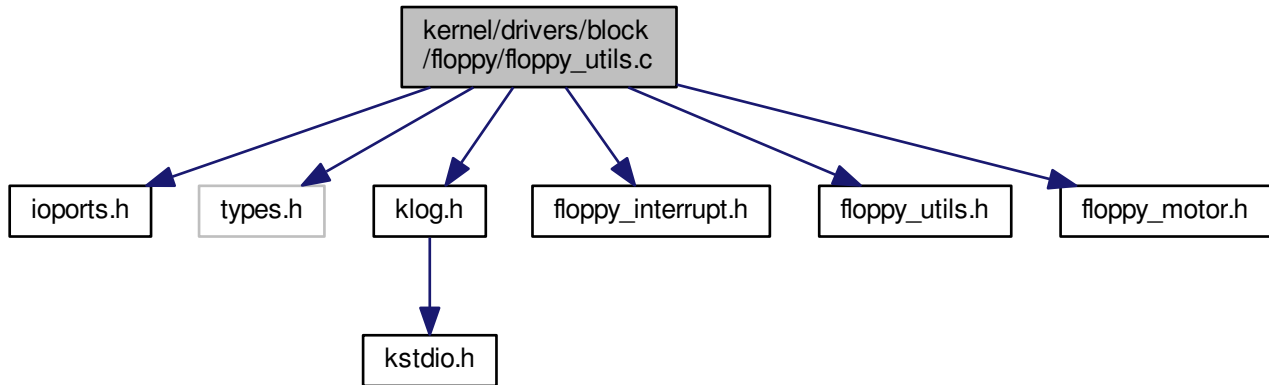 kernel/drivers/block
/floppy/floppy_utils.c
ioports.h
types.h
klog.h
floppy_interrupt.h
floppy_utils.h
floppy_motor.h
kstdio.h